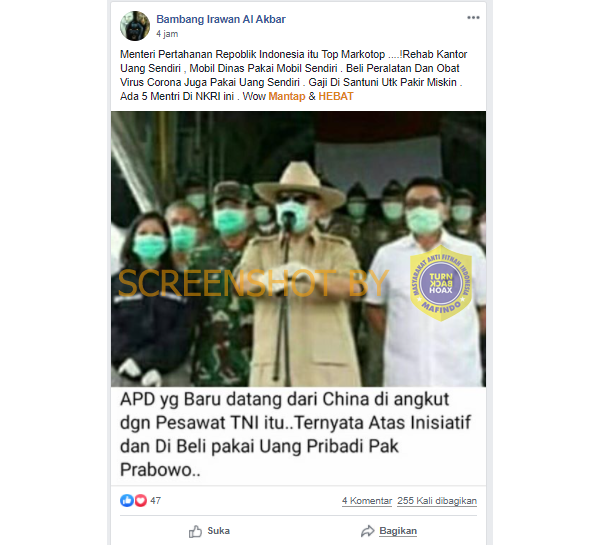 Bambang Irawan Al Akbar
4 jam
Menteri Pertahanan Repoblik Indonesia itu Top Markotop ....!Rehab Kantor
Uang Sendiri , Mobil Dinas Pakai Mobil Sendiri . Beli Peralatan Dan Obat
Virus Corona Juga Pakai Uang Sendiri . Gaji Di Santuni Utk Pakir Miskin .
Ada 5 Mentri Di NKRI ini . Wow Mantap & HEBAT
SCREENSHOT BY
MASYARAKAT ANTI FITNAH INDONESIA
TURN
BACK
HOAX
MAFINDO
APD yg Baru datang dari China di angkut
dgn Pesawat TNI itu..Ternyata Atas Inisiatif
dan Di Beli pakai Uang Pribadi Pak
Prabowo..
47
4 Komentar 255 Kali dibagikan
Suka
Bagikan